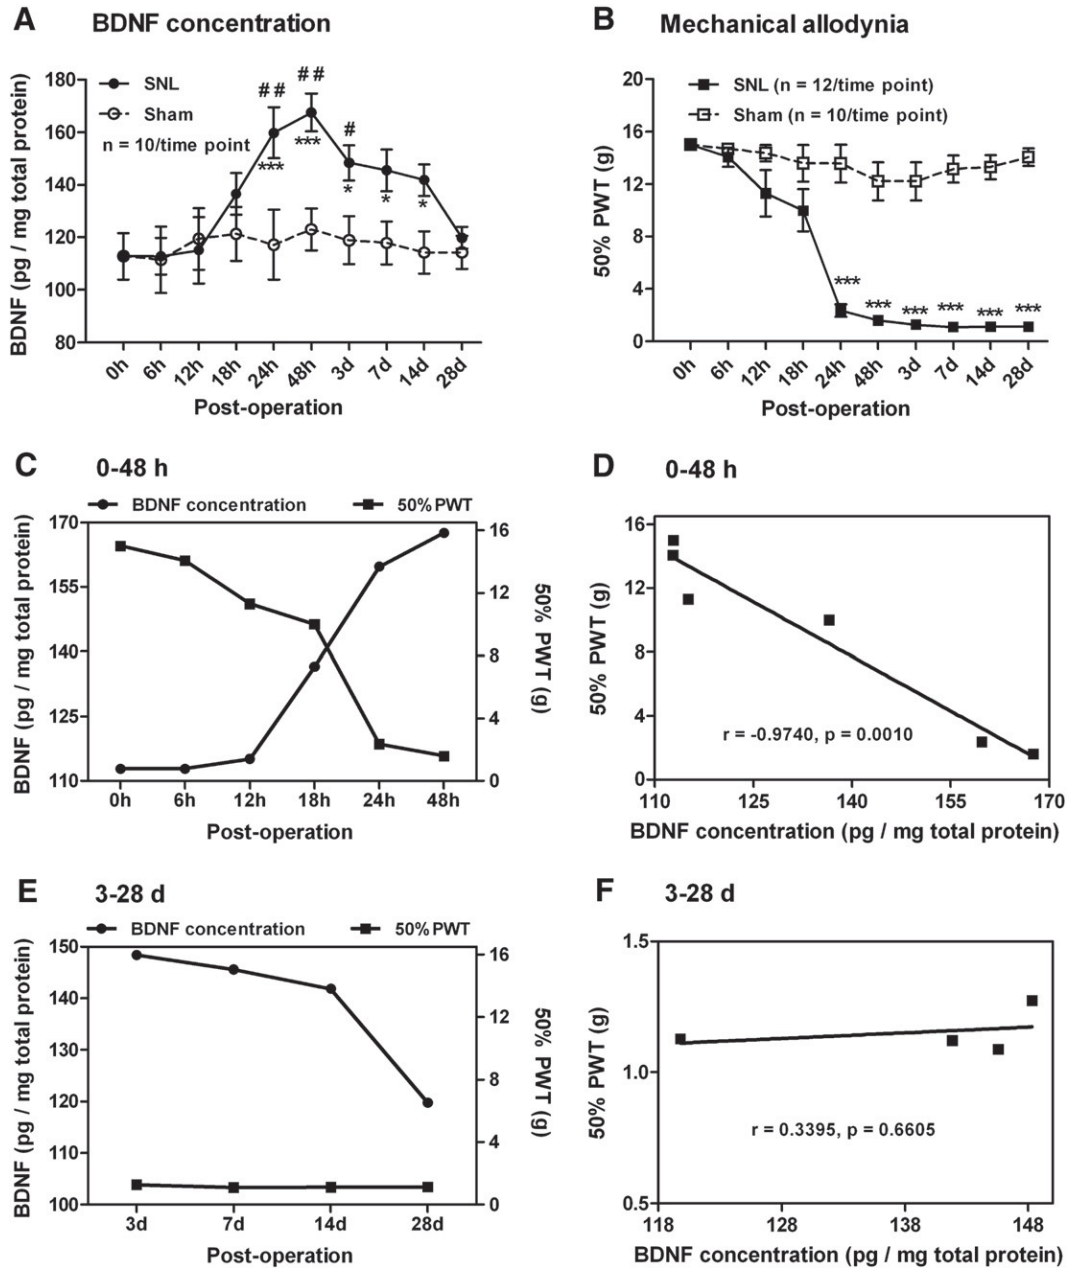 A BDNF concentration
BDNF (pg / mg total protein)
180
160
140
120
100
80
SNL
Sham
n = 10/time point
##
##
#
***
***
*
*
*
0h 6h 12h 18h 24h 48h 3d 7d 14d 28d
Post-operation
B Mechanical allodynia
50% PWT (g)
20
16
12
8
4
0
SNL (n = 12/time point)
Sham (n = 10/time point)
*** *** *** *** *** ***
0h 6h 12h 18h 24h 48h 3d 7d 14d 28d
Post-operation
C 0-48 h
BDNF concentration 50% PWT
BDNF (pg / mg total protein)
170
155
140
125
110
16
12
8
4
0
50% PWT (g)
0h 6h 12h 18h 24h 48h
Post-operation
D 0-48 h
50% PWT (g)
16
12
8
4
0
r = -0.9740, p = 0.0010
110 125 140 155 170
BDNF concentration (pg / mg total protein)
E 3-28 d
BDNF concentration 50% PWT
BDNF (pg / mg total protein)
150
140
130
120
110
100
16
12
8
4
0
50% PWT (g)
3d 7d 14d 28d
Post-operation
F 3-28 d
50% PWT (g)
1.5
1.0
0.5
r = 0.3395, p = 0.6605
118 128 138 148
BDNF concentration (pg / mg total protein)